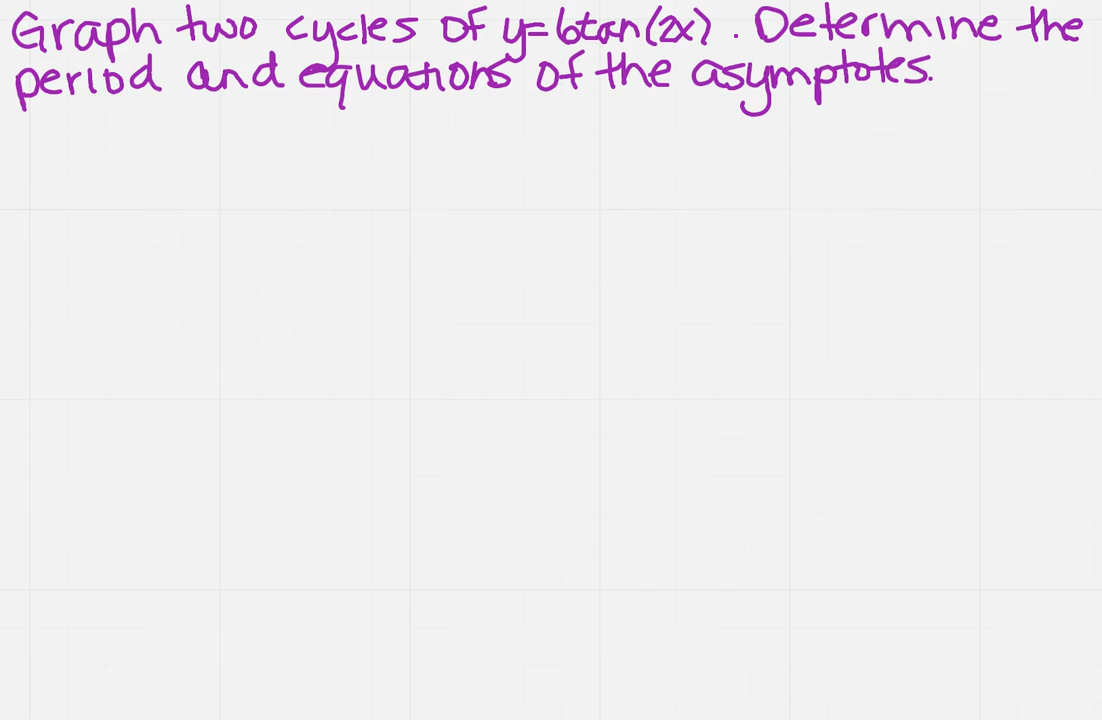 Graph two cycles of y=6tan(2x). Determine the
period and equations of the asymptotes.